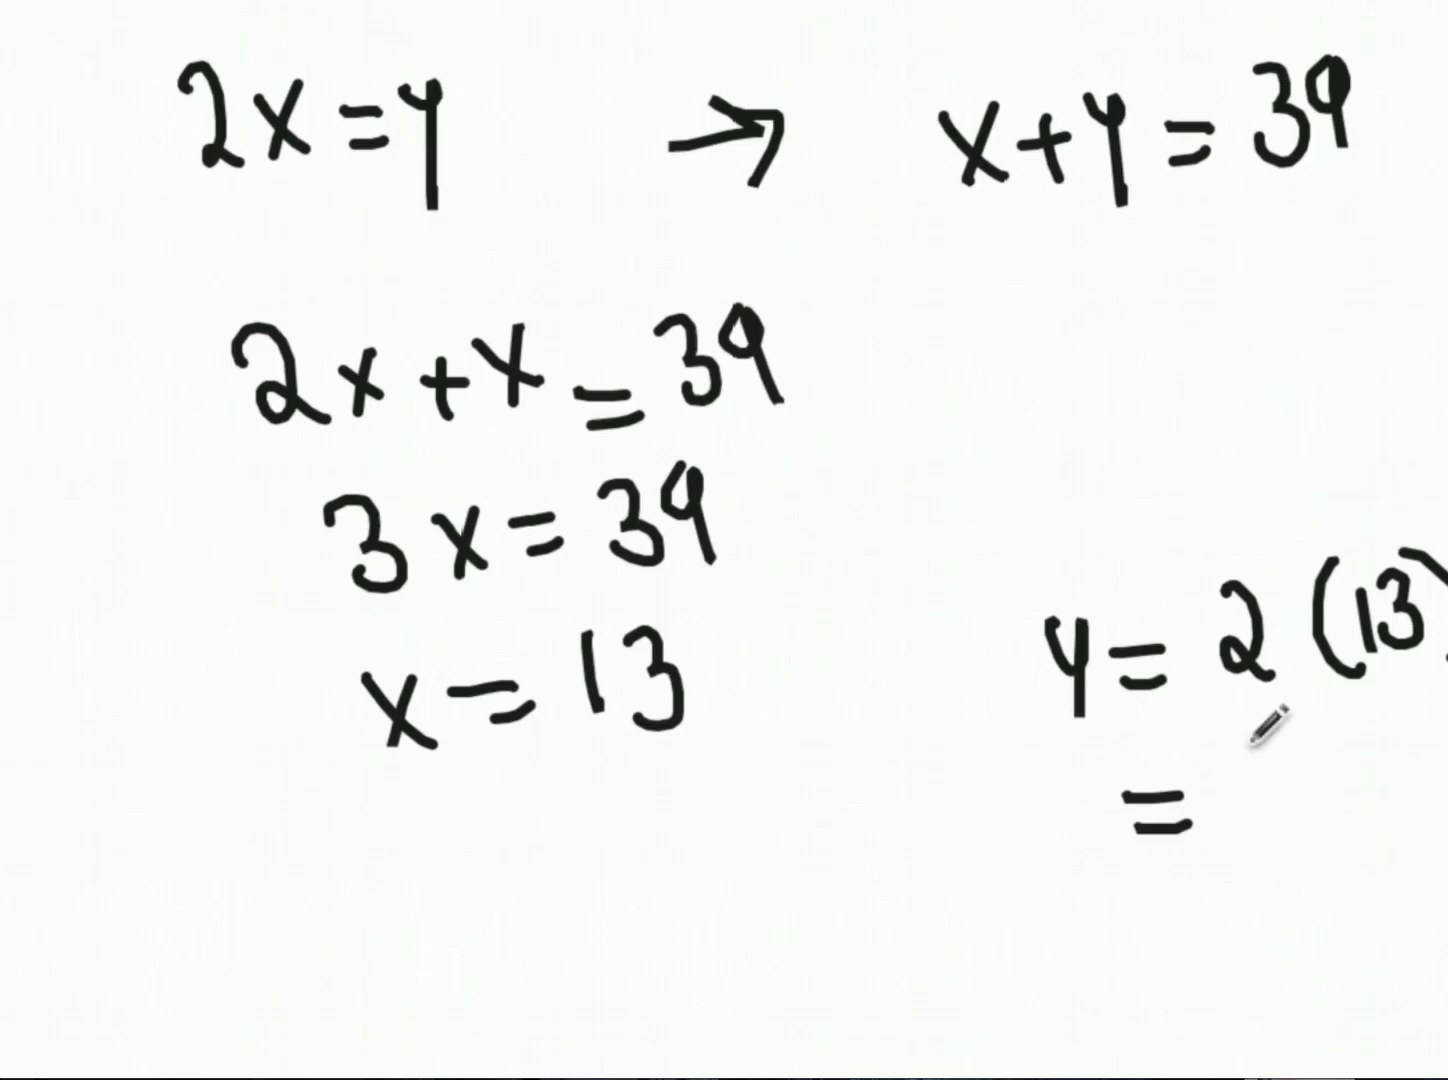 2x = y → x + y = 39
2x + x = 39
3x = 39
x = 13 y = 2 (13)
=